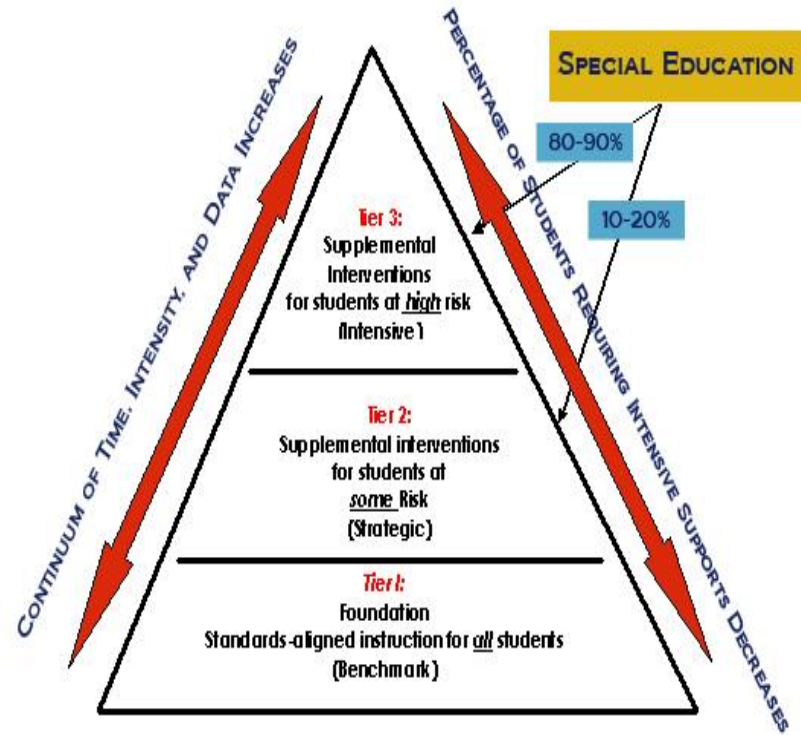 CONTINUUM OF TIME, INTENSITY, AND DATA INCREASES
PERCENTAGE OF STUDENTS REQUIRING INTENSIVE SUPPORTS DECREASES
SPECIAL EDUCATION
80-90%
10-20%
Tier 3:
Supplemental
Interventions
for students at high risk
(Intensive)
Tier 2:
Supplemental interventions
for students at
some Risk
(Strategic)
Tier I:
Foundation
Standards-aligned instruction for all students
(Benchmark)